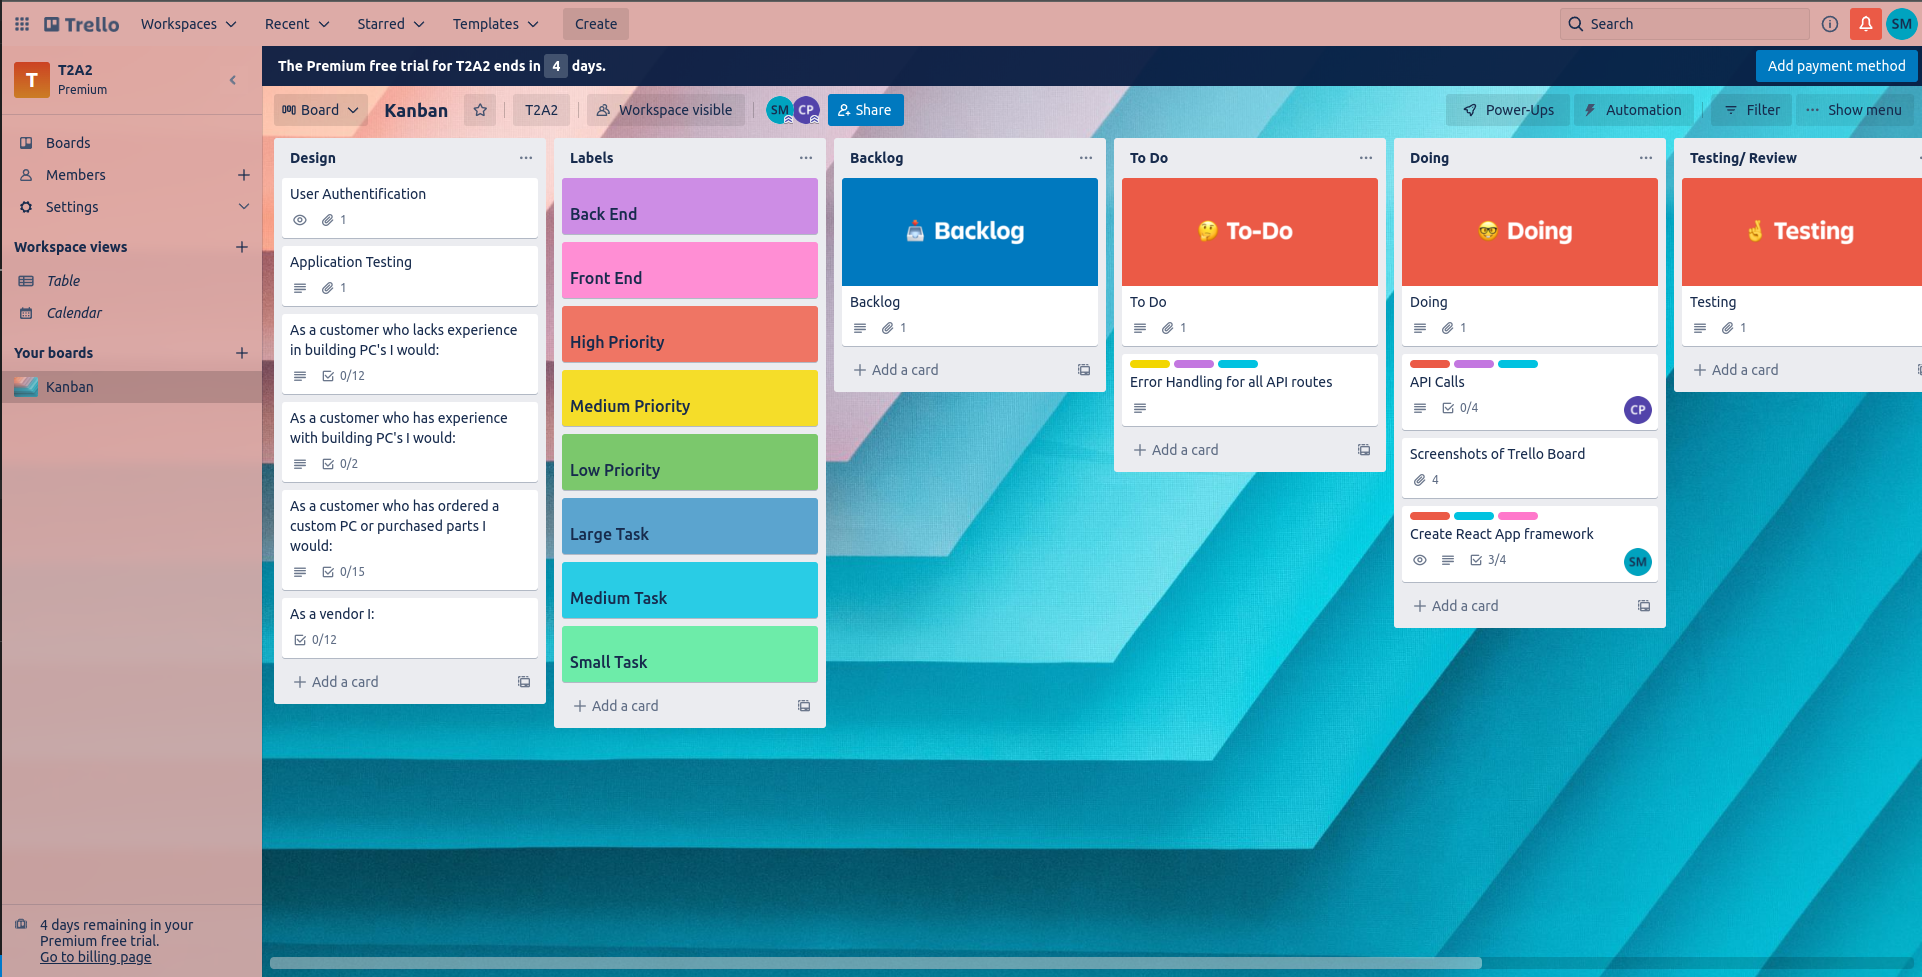 Trello
Workspaces
Recent
Starred
Templates
Create
Search
SM
T
T2A2
Premium
Boards
Members
Settings
Workspace views
Table
Calendar
Your boards
Kanban
4 days remaining in your
Premium free trial.
Go to billing page
The Premium free trial for T2A2 ends in 4 days.
Add payment method
Board
Kanban
T2A2
Workspace visible
SM
CP
Share
Power-Ups
Automation
Filter
Show menu
Design
User Authentification
1
Application Testing
1
As a customer who lacks experience
in building PC's I would:
0/12
As a customer who has experience
with building PC's I would:
0/2
As a customer who has ordered a
custom PC or purchased parts I
would:
0/15
As a vendor I:
0/12
Add a card
Labels
Back End
Front End
High Priority
Medium Priority
Low Priority
Large Task
Medium Task
Small Task
Add a card
Backlog
Backlog
Backlog
1
Add a card
To Do
To-Do
To Do
1
Error Handling for all API routes
Add a card
Doing
Doing
Doing
1
API Calls
0/4
CP
Screenshots of Trello Board
4
Create React App framework
3/4
SM
Add a card
Testing/ Review
Testing
Testing
1
Add a card